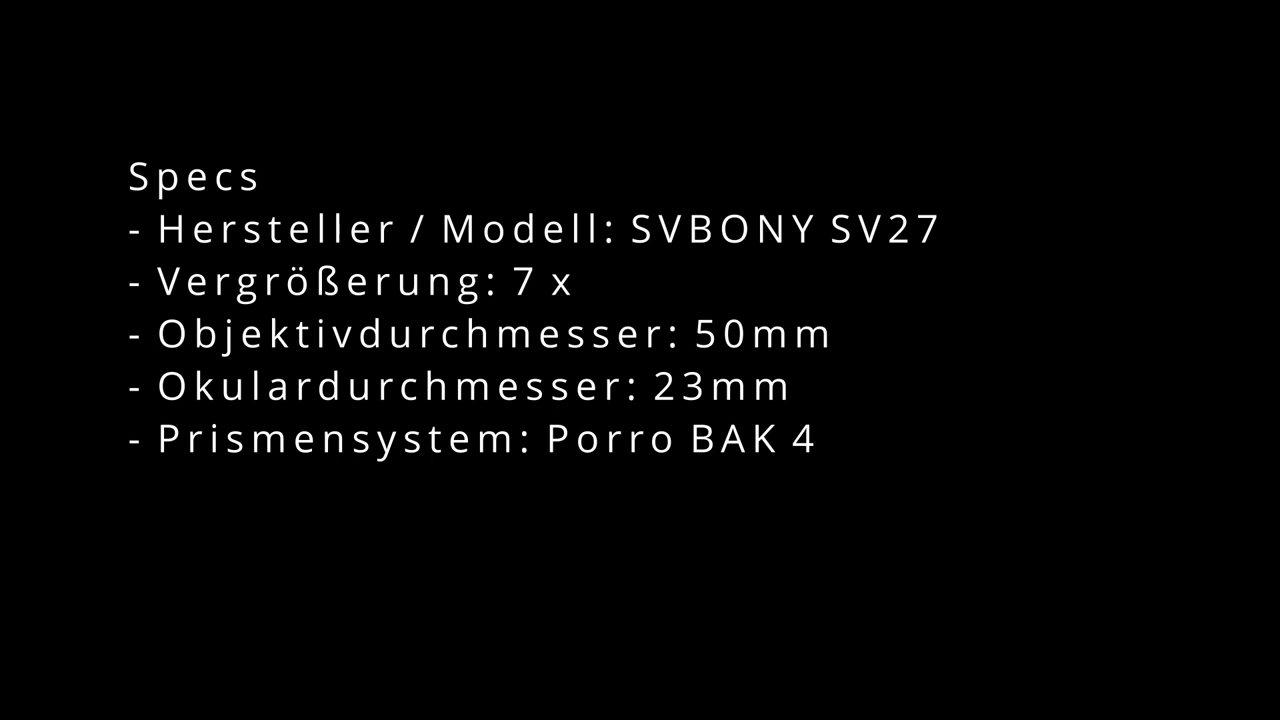 Specs
- Hersteller / Modell: SVBONY SV27
- Vergrößerung: 7 x
- Objektivdurchmesser: 50mm
- Okulardurchmesser: 23mm
- Prismensystem: Porro BAK 4